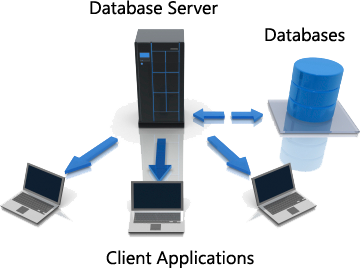 Database Server
Databases
Client Applications